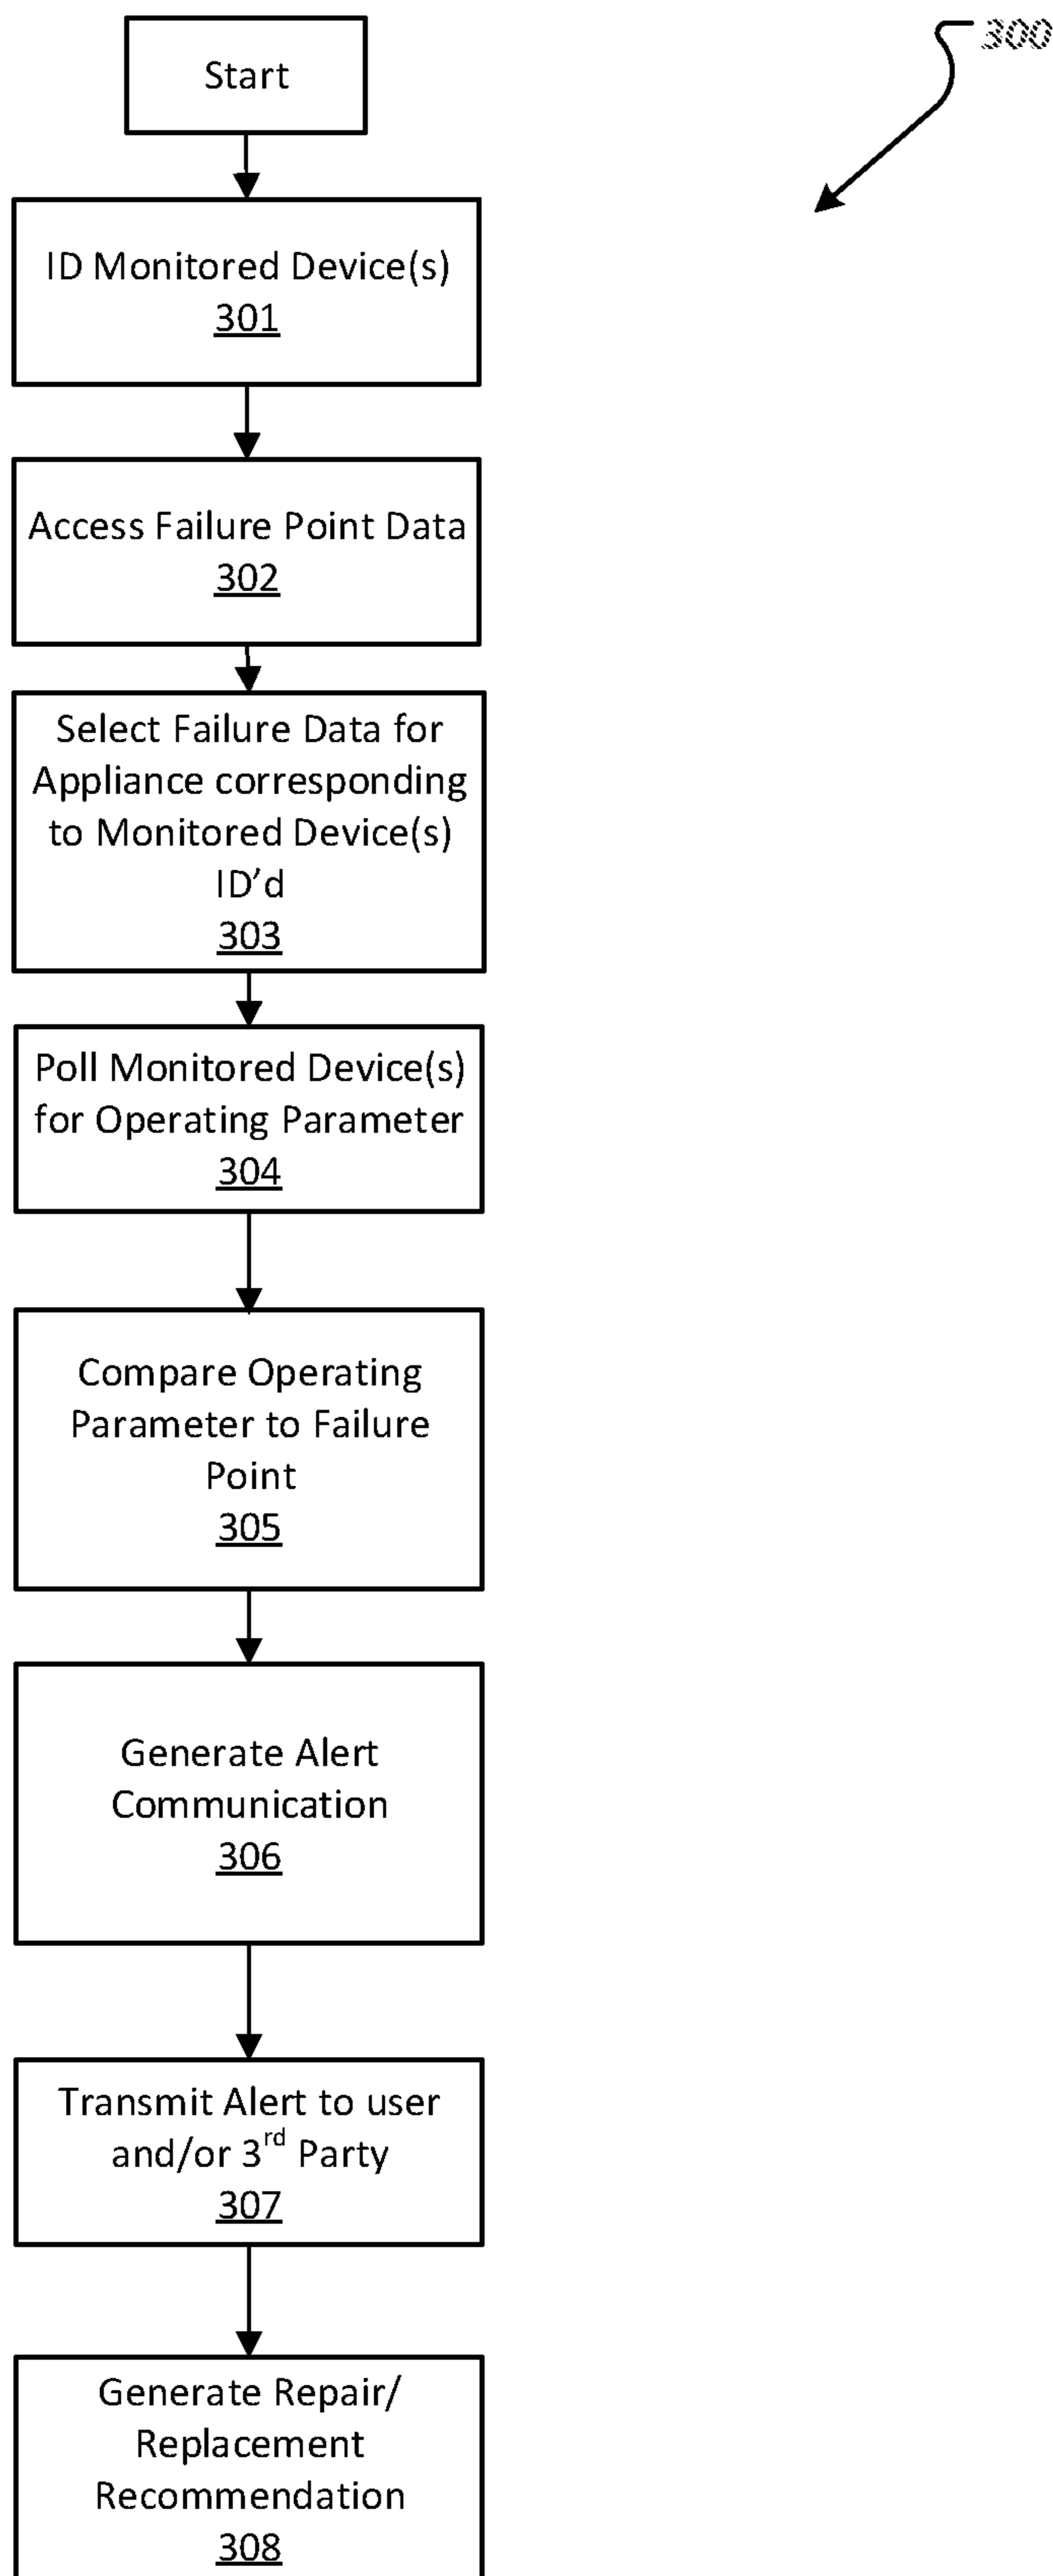 Start
300
ID Monitored Device(s)
301
Access Failure Point Data
302
Select Failure Data for
Appliance corresponding
to Monitored Device(s)
ID’d
303
Poll Monitored Device(s)
for Operating Parameter
304
Compare Operating
Parameter to Failure
Point
305
Generate Alert
Communication
306
Transmit Alert to user
and/or 3rd Party
307
Generate Repair/
Replacement
Recommendation
308